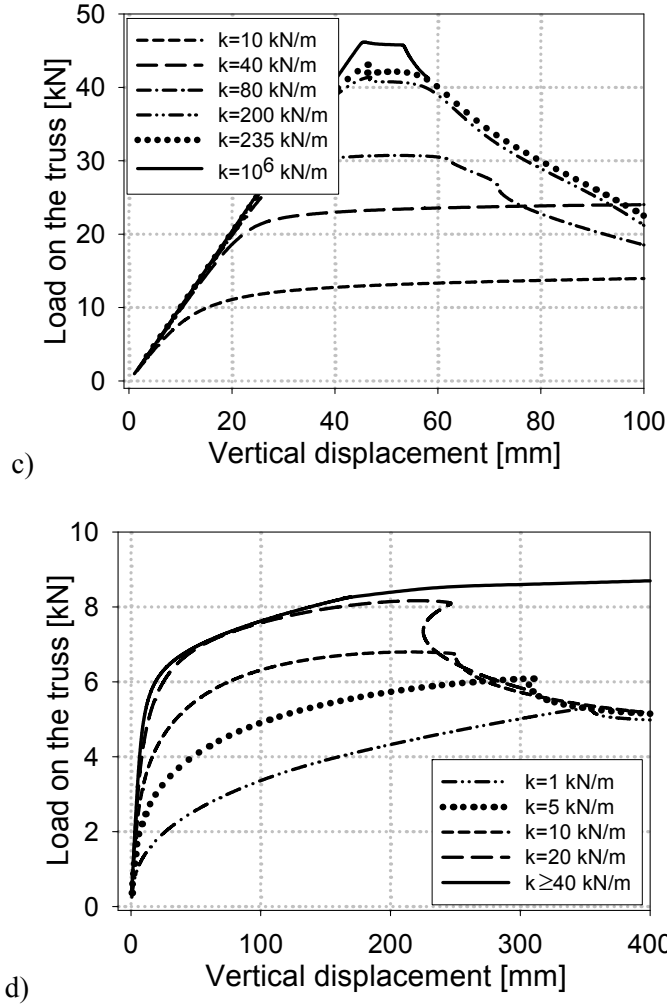 50
40
30
20
10
0
Load on the truss [kN]
k=10 kN/m
k=40 kN/m
k=80 kN/m
k=200 kN/m
k=235 kN/m
k=10⁶ kN/m
0 20 40 60 80 100
Vertical displacement [mm]
c)
10
8
6
4
2
0
Load on the truss [kN]
k=1 kN/m
k=5 kN/m
k=10 kN/m
k=20 kN/m
k≥40 kN/m
0 100 200 300 400
Vertical displacement [mm]
d)